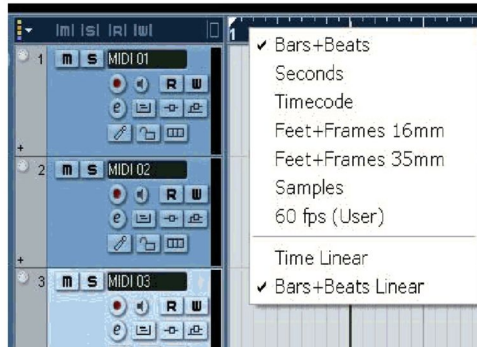 |m| |s| |R| |w|
1
1 m S MIDI 01
R W
e
+
2 m S MIDI 02
R W
e
+
3 m S MIDI 03
R W
e
✓ Bars+Beats
Seconds
Timecode
Feet+Frames 16mm
Feet+Frames 35mm
Samples
60 fps (User)
Time Linear
✓ Bars+Beats Linear